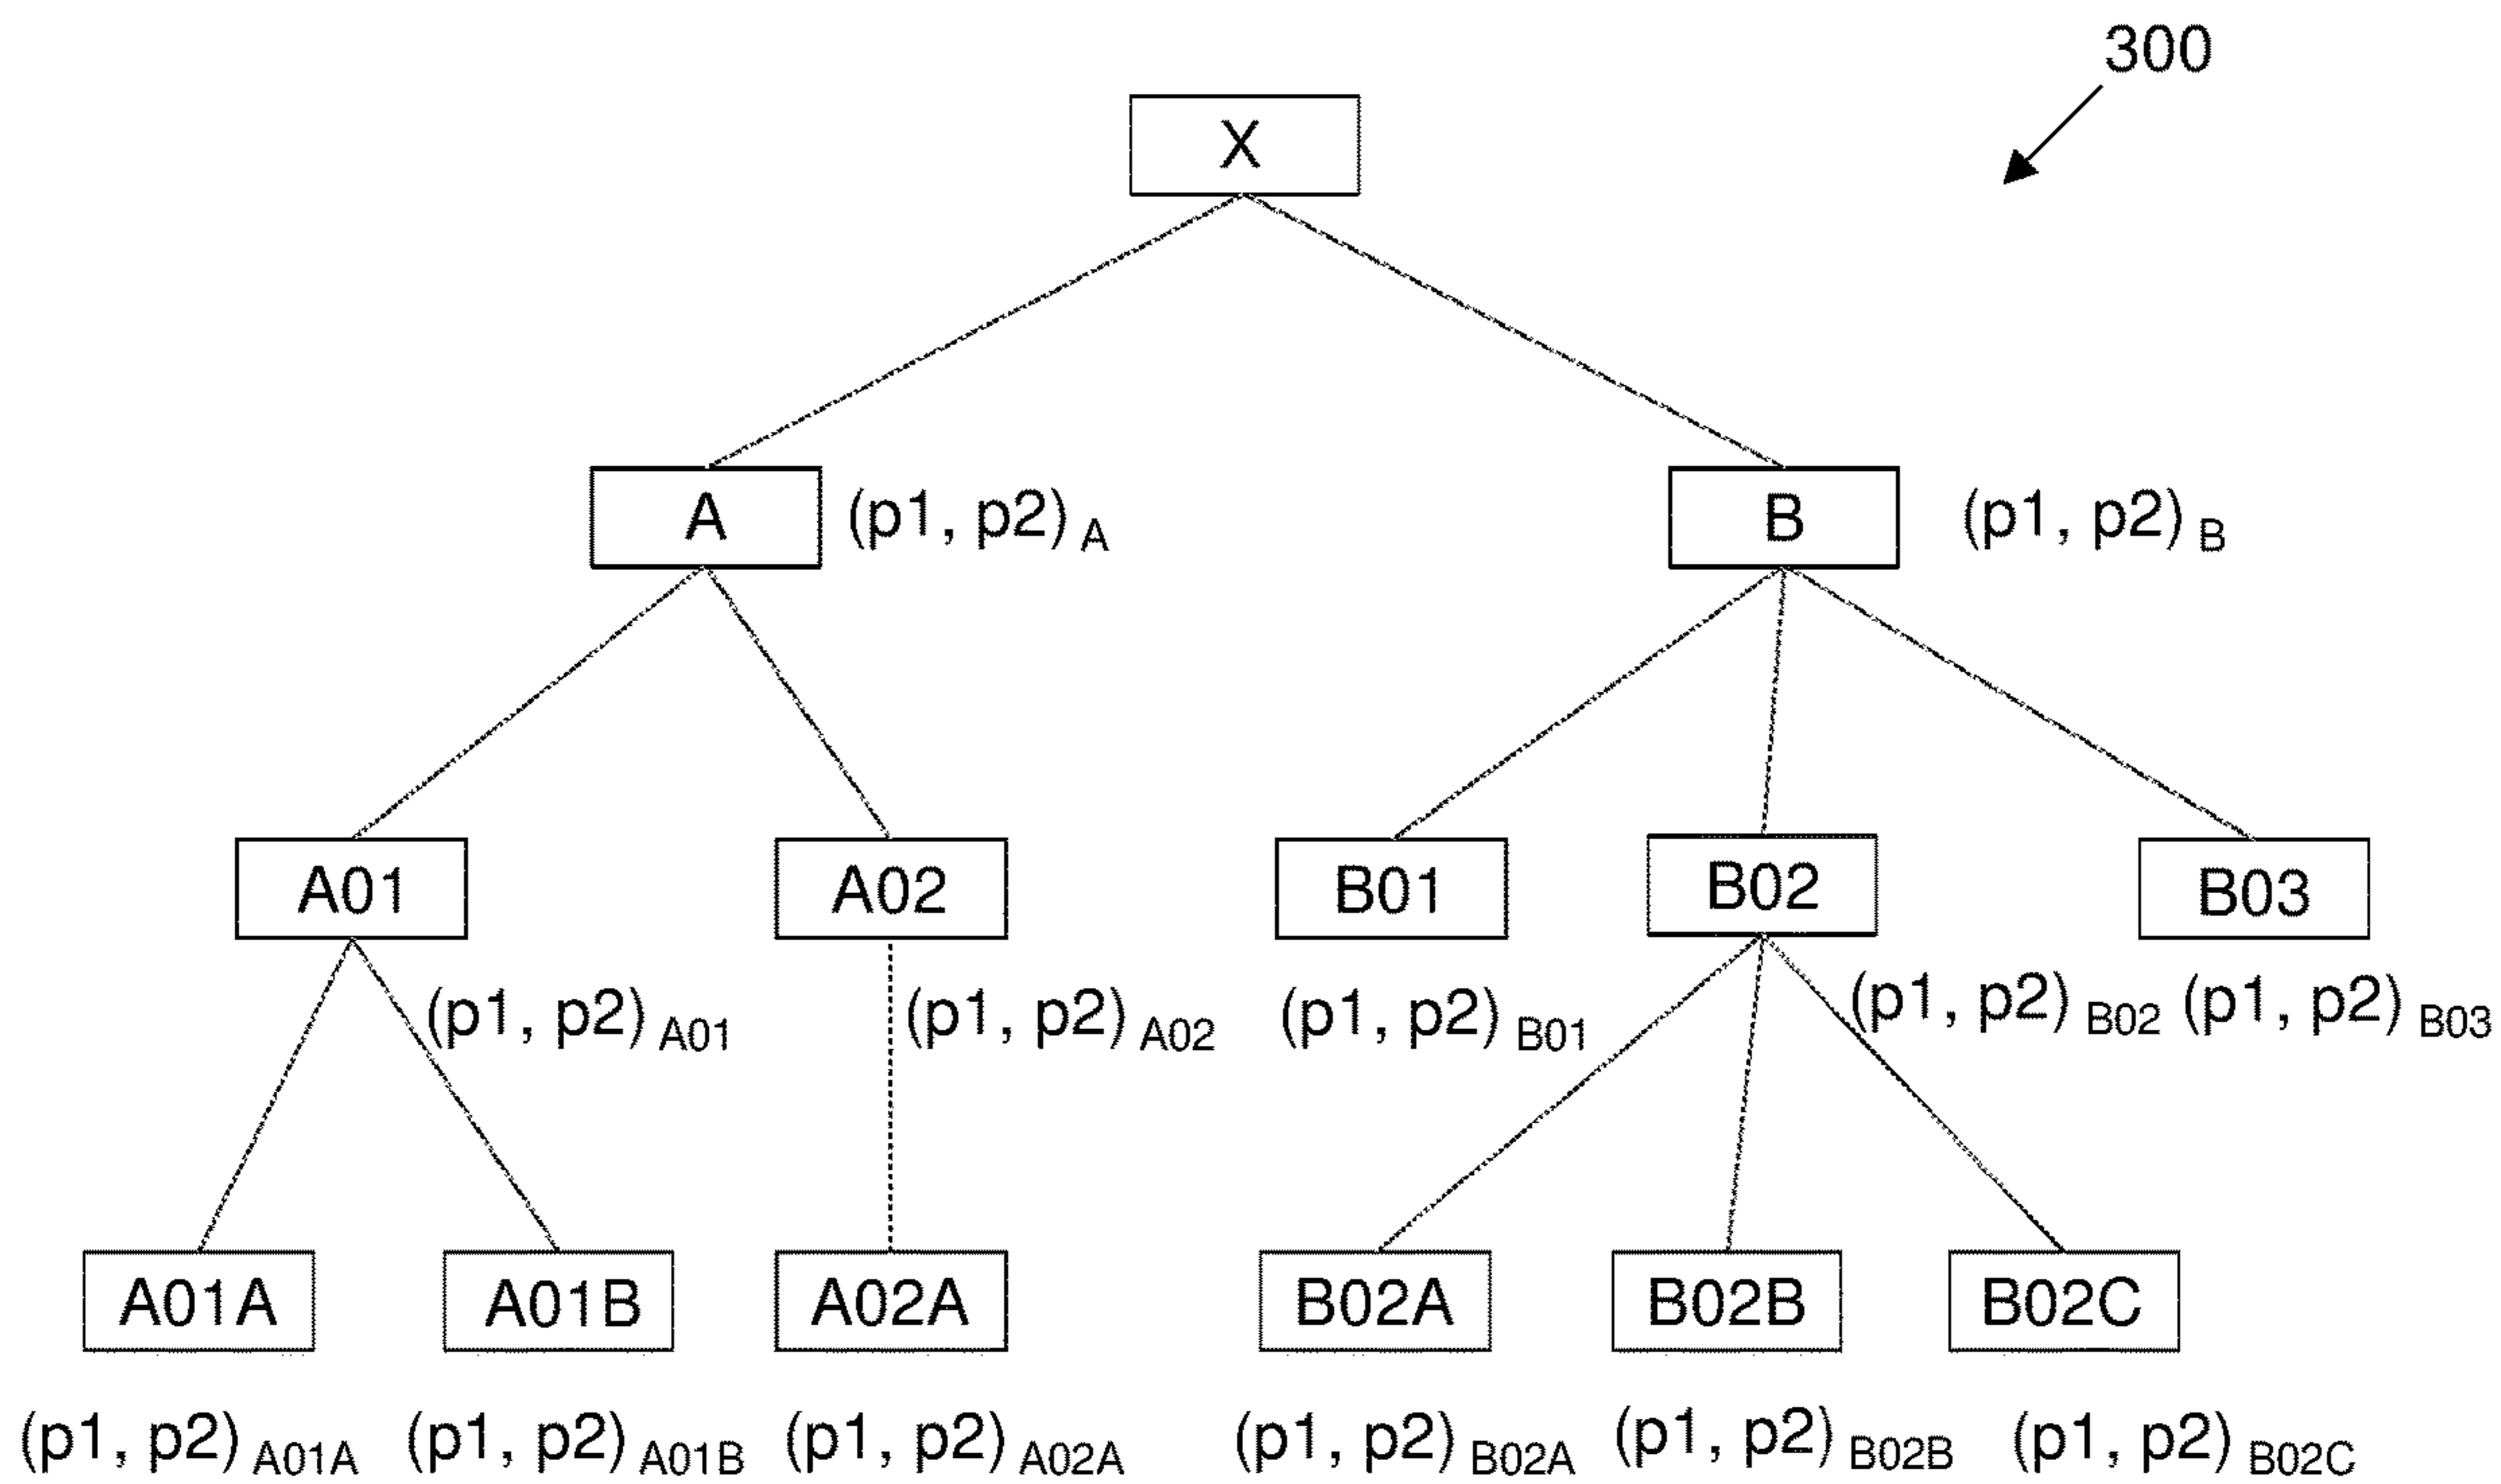 300
X
A (p1, p2) A B (p1, p2) B
A01 A02 B01 B02 B03
(p1, p2) A01 (p1, p2) A02 (p1, p2) B01 (p1, p2) B02 (p1, p2) B03
A01A A01B A02A B02A B02B B02C
(p1, p2) A01A (p1, p2) A01B (p1, p2) A02A (p1, p2) B02A (p1, p2) B02B (p1, p2) B02C